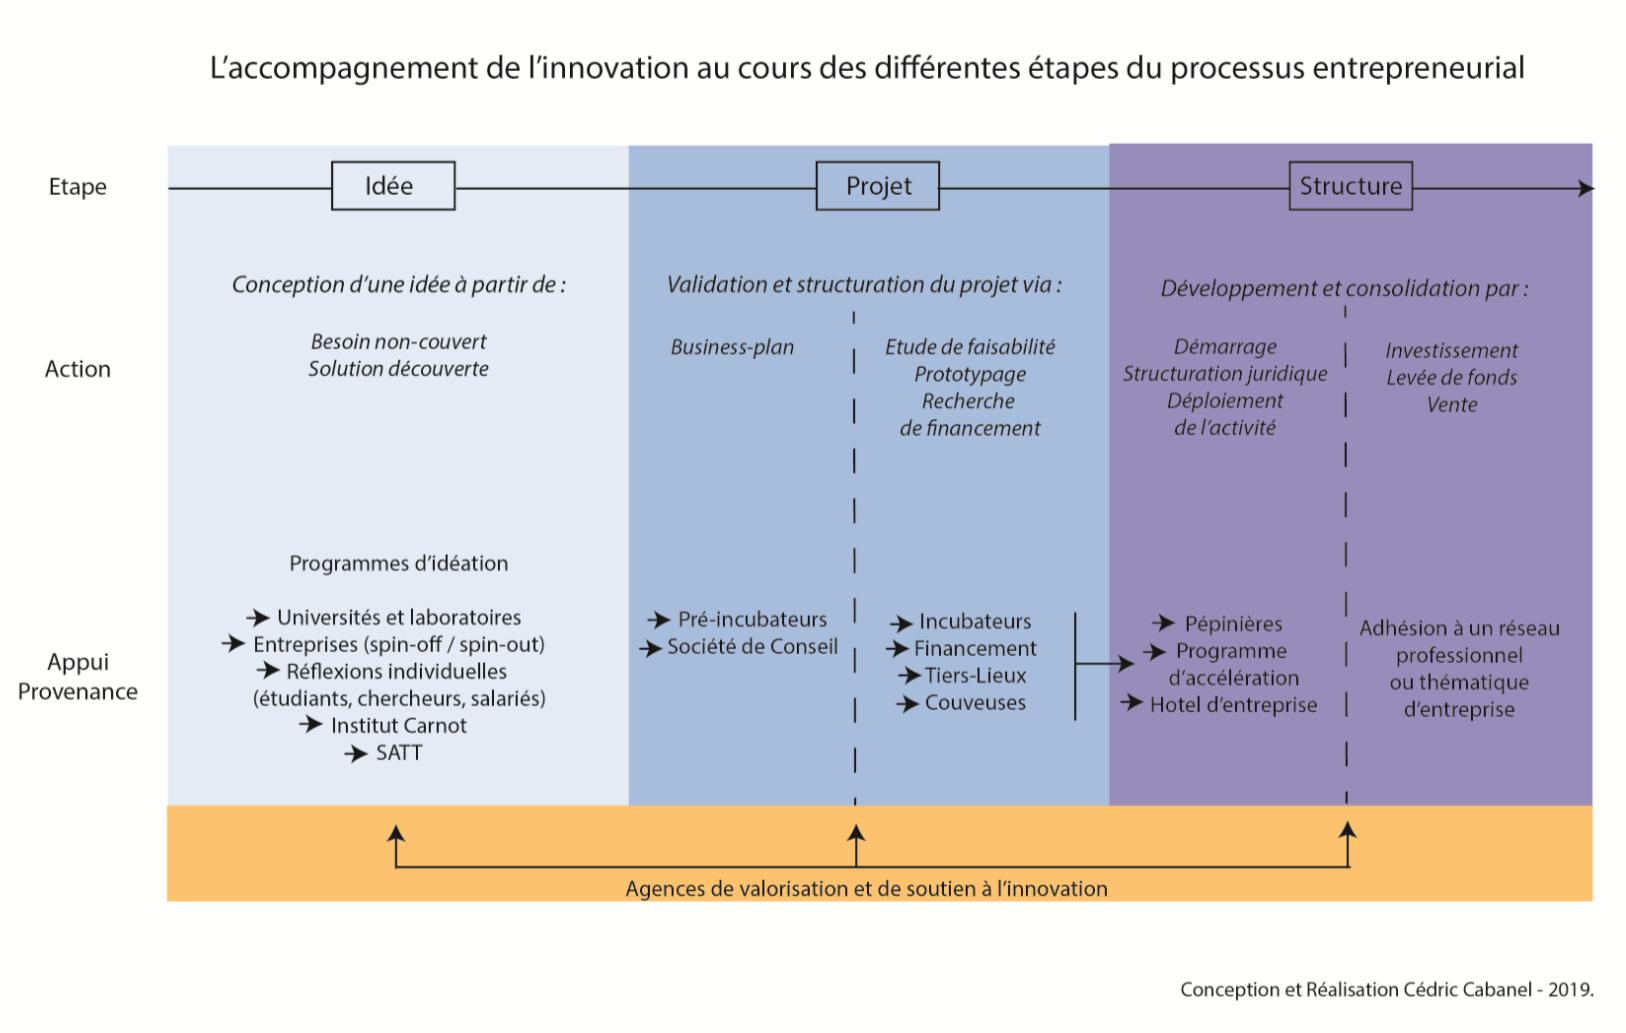 L’accompagnement de l’innovation au cours des différentes étapes du processus entrepreneurial
Etape
Idée
Projet
Structure
Action
Conception d’une idée à partir de :
Besoin non-couvert
Solution découverte
Validation et structuration du projet via :
Business-plan
Etude de faisabilité
Prototypage
Recherche
de financement
Développement et consolidation par :
Démarrage
Structuration juridique
Déploiement
de l’activité
Investissement
Levée de fonds
Vente
Appui
Provenance
Programmes d’idéation
Universités et laboratoires
Entreprises (spin-off / spin-out)
Réflexions individuelles
(étudiants, chercheurs, salariés)
Institut Carnot
SATT
Pré-incubateurs
Société de Conseil
Incubateurs
Financement
Tiers-Lieux
Couveuses
Pépinières
Programme
d’accélération
Hotel d’entreprise
Adhésion à un réseau
professionnel
ou thématique
d’entreprise
Agences de valorisation et de soutien à l’innovation
Conception et Réalisation Cédric Cabanel - 2019.